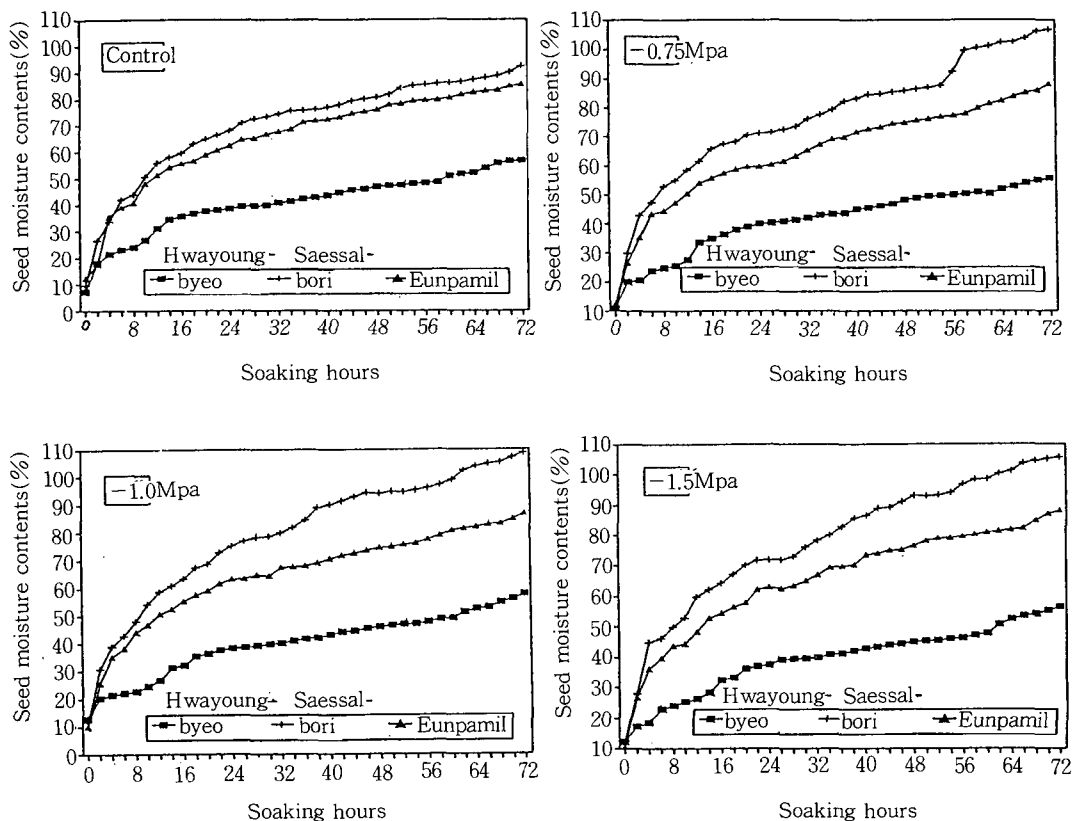 Control
Seed moisture contents(%)
110
100
90
80
70
60
50
40
30
20
10
0
Hwayoung- Saessal-
byeo bori Eunpamil
0 8 16 24 32 40 48 56 64 72
Soaking hours
-0.75Mpa
Seed moisture contents(%)
110
100
90
80
70
60
50
40
30
20
10
Hwayoung- Saessal-
byeo bori Eunpamil
0 8 16 24 32 40 48 56 64 72
Soaking hours
-1.0Mpa
Seed moisture contents(%)
110
100
90
80
70
60
50
40
30
20
10
0
Hwayoung- Saessal-
byeo bori Eunpamil
0 8 16 24 32 40 48 56 64 72
Soaking hours
-1.5Mpa
Seed moisture contents(%)
110
100
90
80
70
60
50
40
30
20
10
Hwayoung- Saessal-
byeo bori Eunpamil
0 8 16 24 32 40 48 56 64 72
Soaking hours